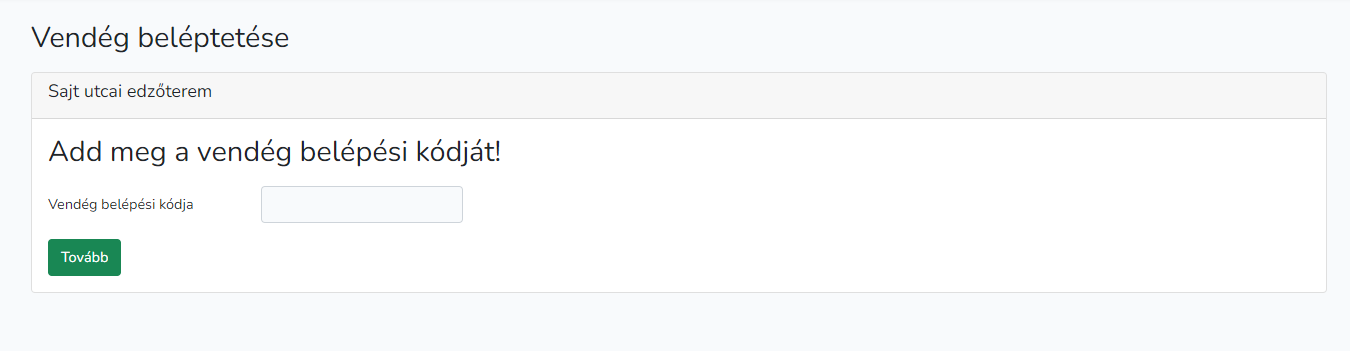 Vendég beléptetése
Sajt utcai edzőterem
Add meg a vendég belépési kódját!
Vendég belépési kódja
Tovább